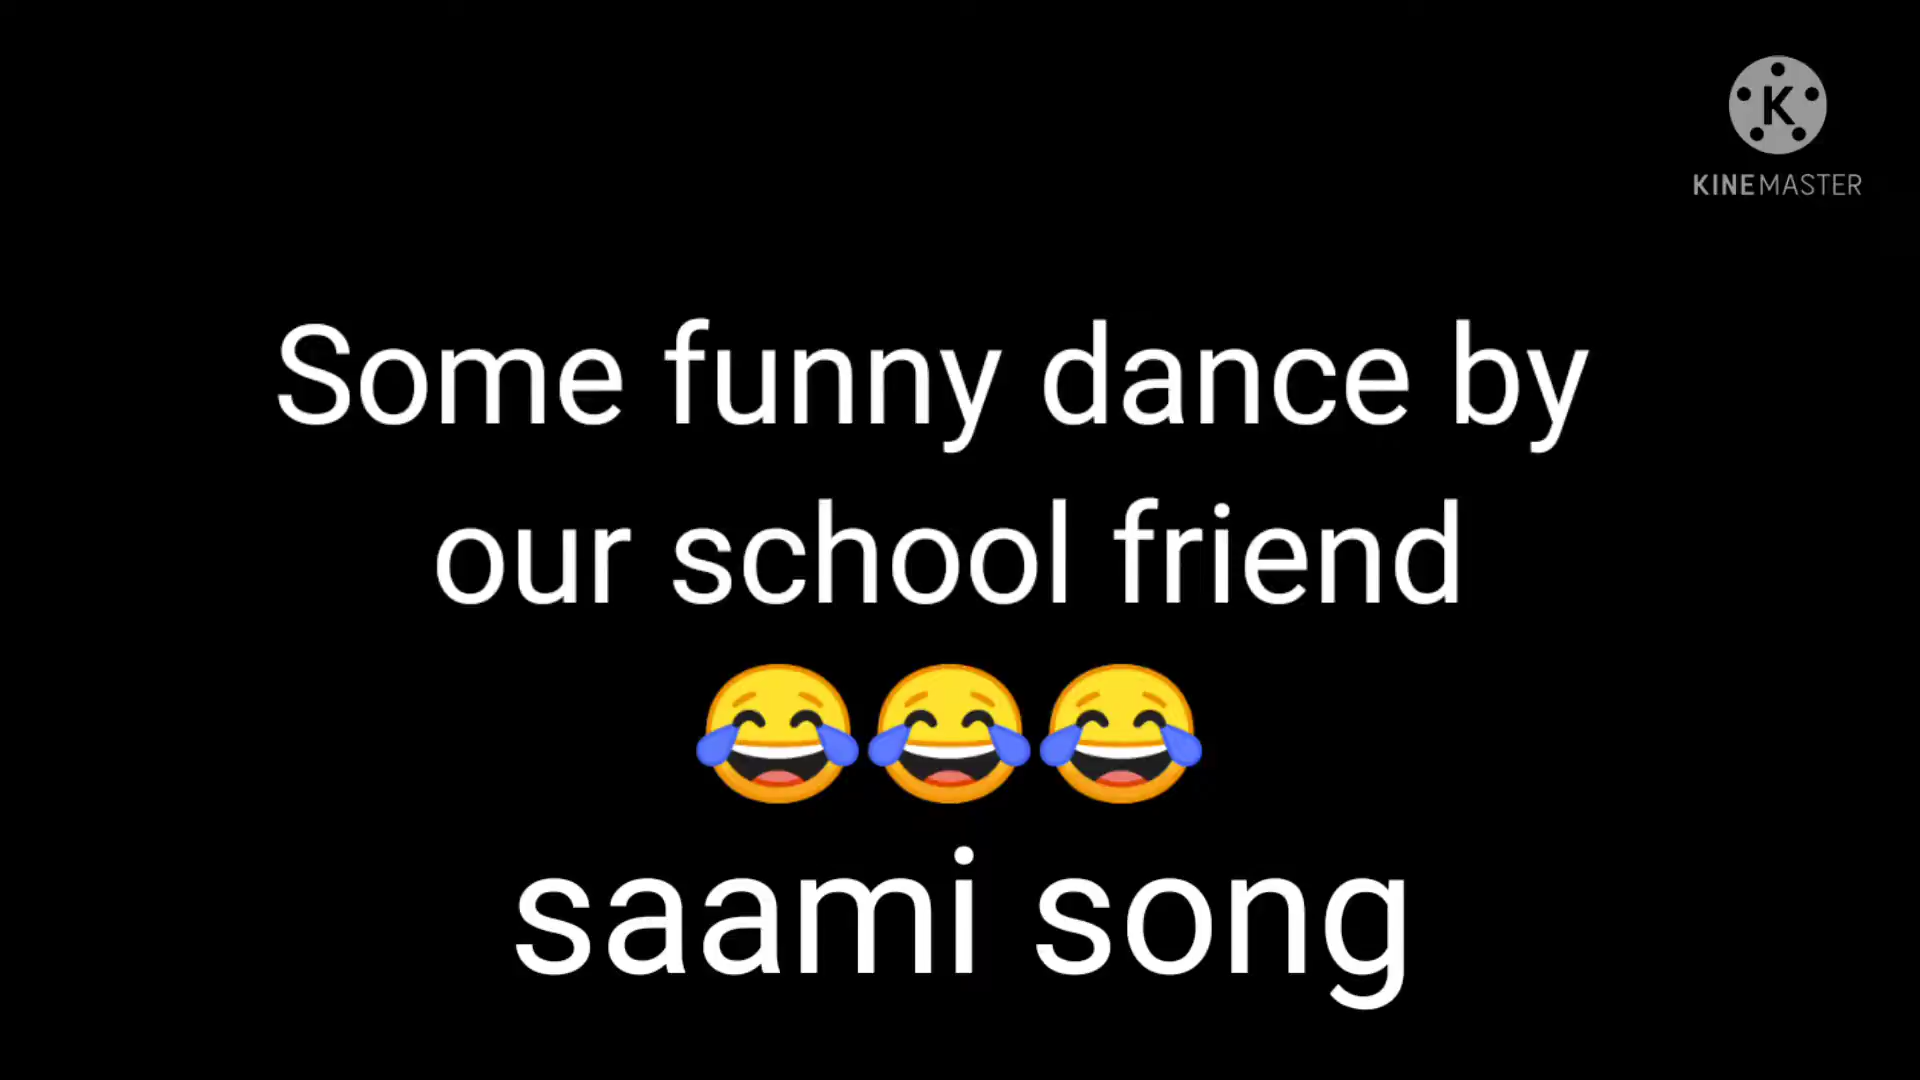 K
KINEMASTER
Some funny dance by
our school friend
😂😂😂
saami song